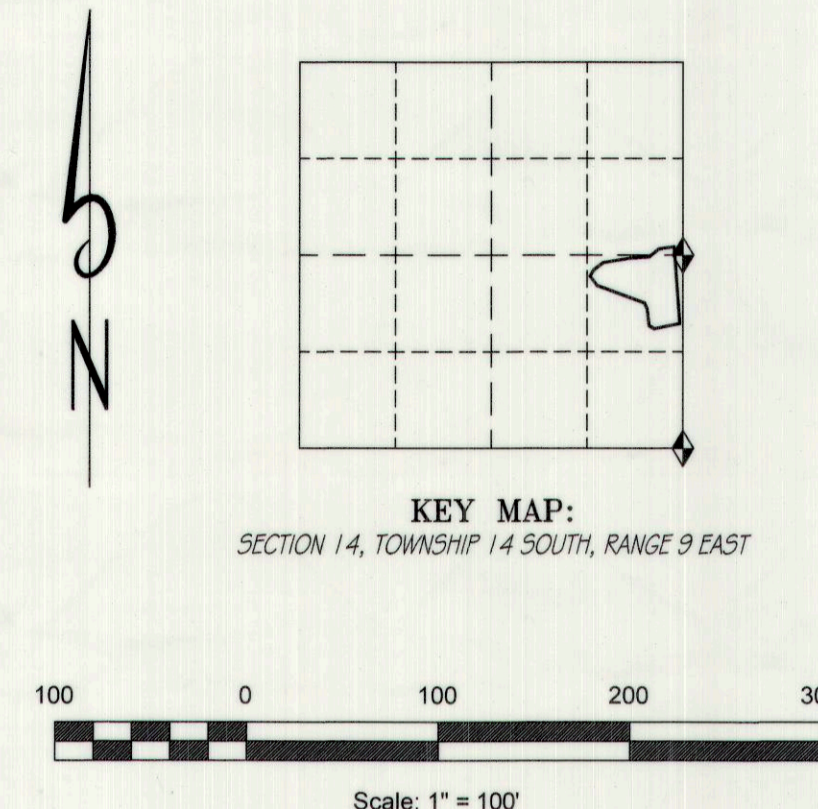 N
KEY MAP:
SECTION 14, TOWNSHIP 14 SOUTH, RANGE 9 EAST
100 0 100 200
Scale: 1" = 100'